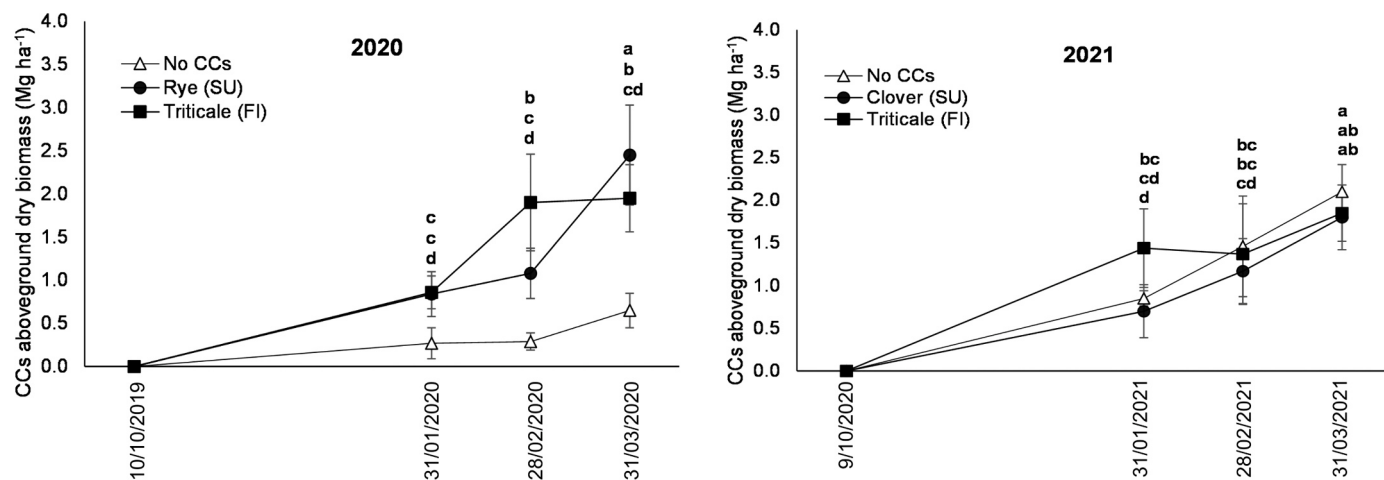 CCs aboveground dry biomass (Mg ha⁻¹)
4.0
3.5
3.0
2.5
2.0
1.5
1.0
0.5
0.0
2020
No CCs
Rye (SU)
Triticale (FI)
c
c
d
b
c
d
a
b
cd
10/10/2019
31/01/2020
28/02/2020
31/03/2020
CCs aboveground dry biomass (Mg ha⁻¹)
4.0
3.5
3.0
2.5
2.0
1.5
1.0
0.5
0.0
2021
No CCs
Clover (SU)
Triticale (FI)
bc
cd
d
bc
bc
cd
a
ab
ab
9/10/2020
31/01/2021
28/02/2021
31/03/2021